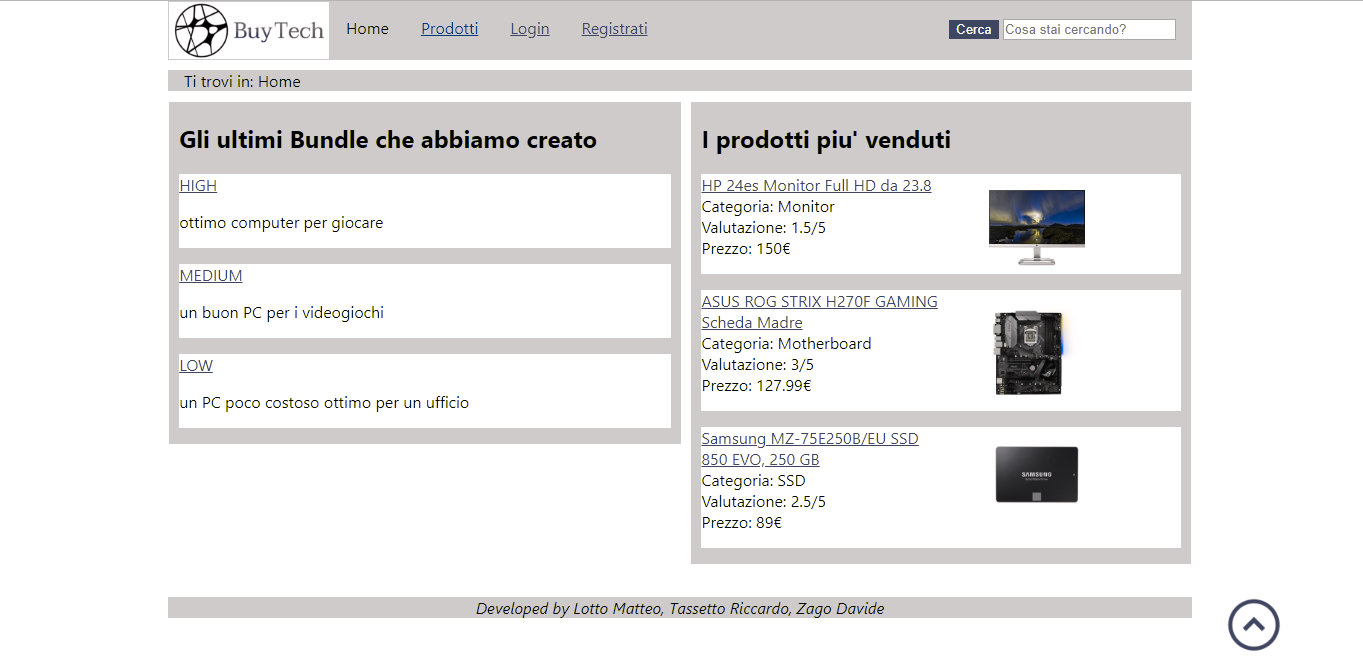 BuyTech
Home
Prodotti
Login
Registrati
Cerca
Cosa stai cercando?
Ti trovi in: Home
Gli ultimi Bundle che abbiamo creato
HIGH
ottimo computer per giocare
MEDIUM
un buon PC per i videogiochi
LOW
un PC poco costoso ottimo per un ufficio
I prodotti piu' venduti
HP 24es Monitor Full HD da 23.8
Categoria: Monitor
Valutazione: 1.5/5
Prezzo: 150€
ASUS ROG STRIX H270F GAMING
Scheda Madre
Categoria: Motherboard
Valutazione: 3/5
Prezzo: 127.99€
Samsung MZ-75E250B/EU SSD
850 EVO, 250 GB
Categoria: SSD
Valutazione: 2.5/5
Prezzo: 89€
SAMSUNG
Developed by Lotto Matteo, Tassetto Riccardo, Zago Davide